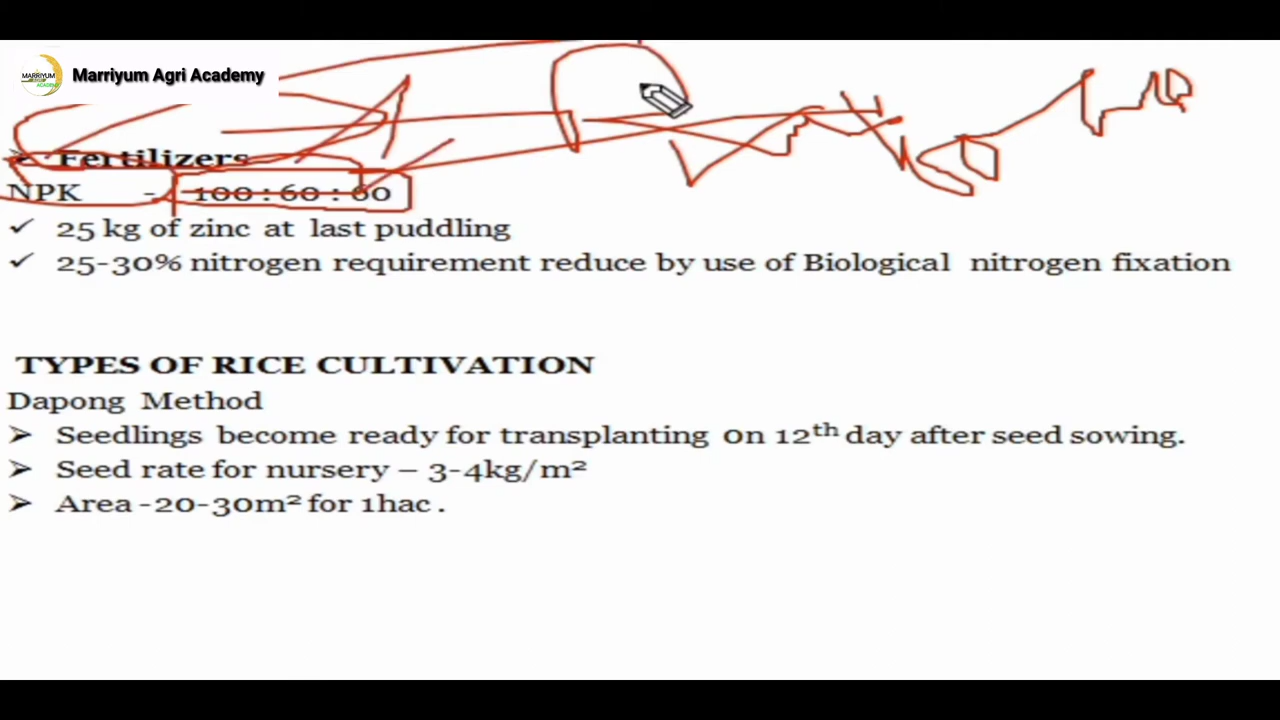 MARRIYUM
Marriyum Agri Academy
➤ Fertilizers
NPK - 100 : 60 : 60
✓ 25 kg of zinc at last puddling
✓ 25-30% nitrogen requirement reduce by use of Biological nitrogen fixation
TYPES OF RICE CULTIVATION
Dapong Method
➤ Seedlings become ready for transplanting 0n 12th day after seed sowing.
➤ Seed rate for nursery – 3-4kg/m²
➤ Area -20-30m² for 1hac .